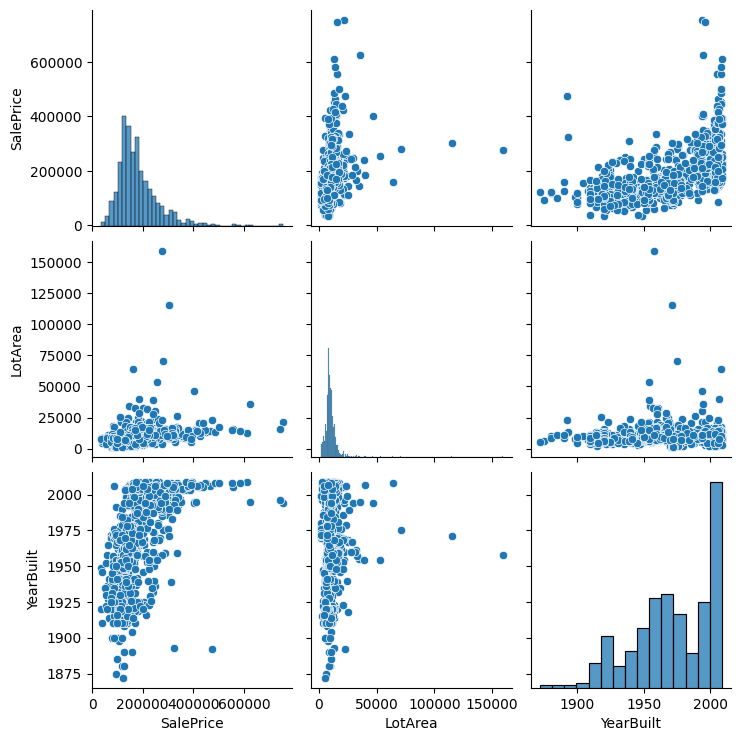 SalePrice
600000
400000
200000
0
LotArea
150000
125000
100000
75000
50000
25000
0
YearBuilt
2000
1975
1950
1925
1900
1875
0 200000 400000 600000
SalePrice
0 50000 100000 150000
LotArea
1900 1950 2000
YearBuilt